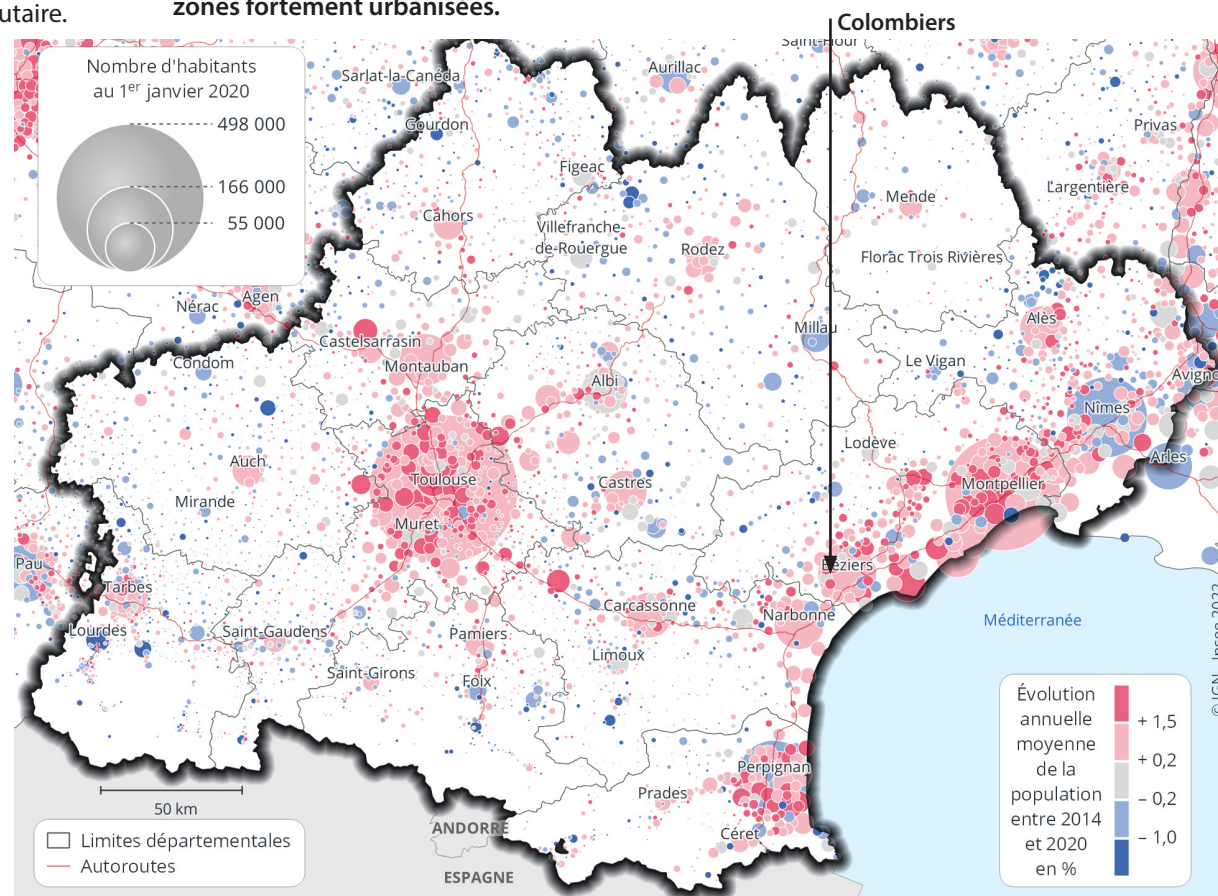 utaire.
zones fortement urbanisées.
Colombiers
Nombre d'habitants
au 1er janvier 2020
498 000
166 000
55 000
Sarlat-la-Canéda
Aurillac
Gourdon
Privas
Figeac
Largentière
Mende
Cahors
Villefranche-
de-Rouergue
Rodez
Florac Trois Rivières
Nérac
Agen
Castelsarrasin
Millau
Alès
Condom
Montauban
Le Vigan
Albi
Nîmes
Lodève
Auch
Toulouse
Castres
Arles
Montpellier
Mirande
Muret
Pau
Béziers
Tarbes
Carcassonne
Narbonne
Lourdes
Saint-Gaudens
Pamiers
Méditerranée
Limoux
Saint-Girons
Foix
Perpignan
Prades
Céret
50 km
ANDORRE
ESPAGNE
Limites départementales
Autoroutes
Évolution
annuelle
moyenne
de la
population
entre 2014
et 2020
en %
+ 1,5
+ 0,2
– 0,2
– 1,0